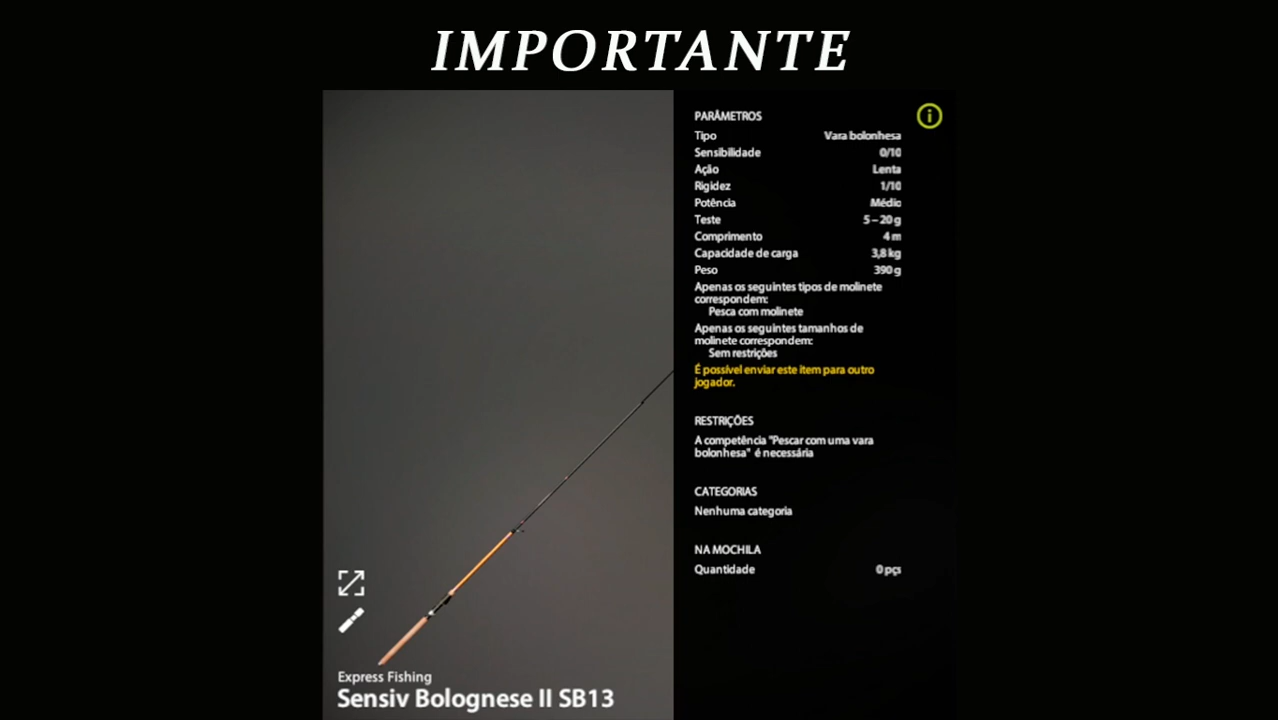 IMPORTANTE
PARÂMETROS
Tipo Vara bolonhesa
Sensibilidade 0/10
Ação Lenta
Rigidez 1/10
Potência Médio
Teste 5 – 20 g
Comprimento 4 m
Capacidade de carga 3,8 kg
Peso 390 g
Apenas os seguintes tipos de molinete
correspondem:
Pesca com molinete
Apenas os seguintes tamanhos de
molinete correspondem:
Sem restrições
É possível enviar este item para outro
jogador.
RESTRIÇÕES
A competência "Pescar com uma vara
bolonhesa" é necessária
CATEGORIAS
Nenhuma categoria
NA MOCHILA
Quantidade 0 pçs
Express Fishing
Sensiv Bolognese II SB13